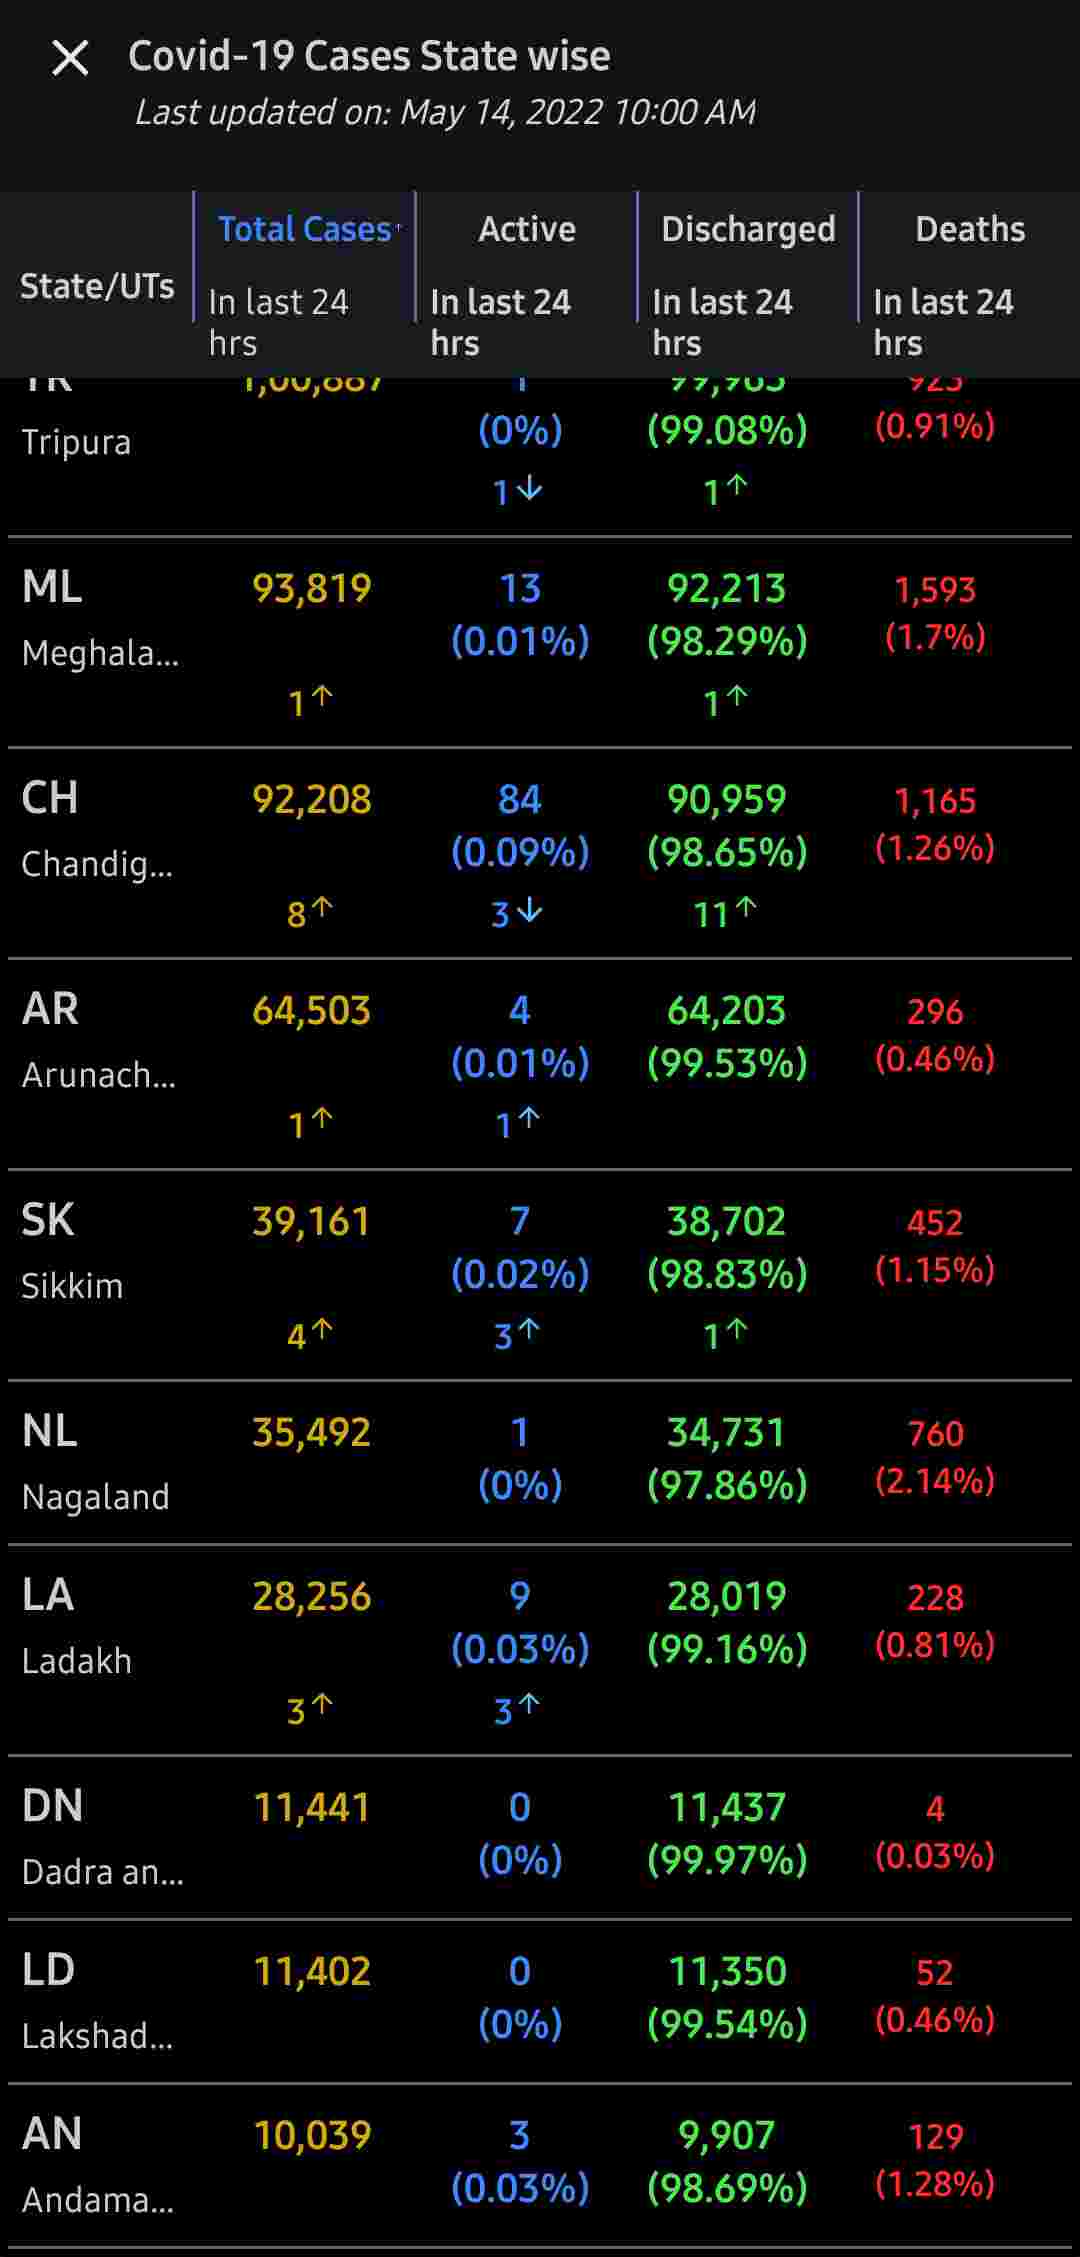 Covid-19 Cases State wise
Last updated on: May 14, 2022 10:00 AM
State/UTs
Total Cases↑
In last 24
hrs
Active
In last 24
hrs
Discharged
In last 24
hrs
Deaths
In last 24
hrs
TR 1,00,887 1 99,963 923
Tripura (0%) (99.08%) (0.91%)
1↓ 1↑
ML 93,819 13 92,213 1,593
Meghala... (0.01%) (98.29%) (1.7%)
1↑ 1↑
CH 92,208 84 90,959 1,165
Chandig... (0.09%) (98.65%) (1.26%)
8↑ 3↓ 11↑
AR 64,503 4 64,203 296
Arunach... (0.01%) (99.53%) (0.46%)
1↑ 1↑
SK 39,161 7 38,702 452
Sikkim (0.02%) (98.83%) (1.15%)
4↑ 3↑ 1↑
NL 35,492 1 34,731 760
Nagaland (0%) (97.86%) (2.14%)
LA 28,256 9 28,019 228
Ladakh (0.03%) (99.16%) (0.81%)
3↑ 3↑
DN 11,441 0 11,437 4
Dadra an... (0%) (99.97%) (0.03%)
LD 11,402 0 11,350 52
Lakshad... (0%) (99.54%) (0.46%)
AN 10,039 3 9,907 129
Andama... (0.03%) (98.69%) (1.28%)